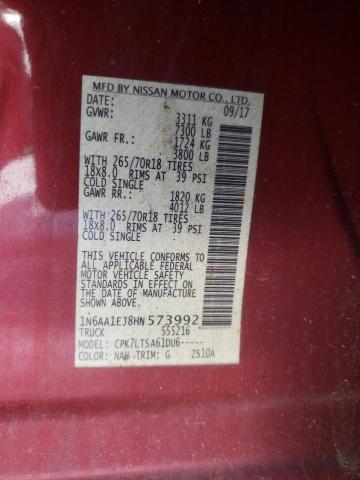 MFD BY NISSAN MOTOR CO., LTD.
DATE: 09/17
GVWR: 3311 KG
7300 LB
GAWR FR.: 1724 KG
3800 LB
WITH 265/70R18 TIRES
18X8.0 RIMS AT 39 PSI
COLD SINGLE
GAWR RR.: 1820 KG
4012 LB
WITH 265/70R18 TIRES
18X8.0 RIMS AT 39 PSI
COLD SINGLE
THIS VEHICLE CONFORMS TO
ALL APPLICABLE FEDERAL
MOTOR VEHICLE SAFETY
STANDARDS IN EFFECT ON
THE DATE OF MANUFACTURE
SHOWN ABOVE.
1N6AA1EJ8HN573992
TRUCK 555216
MODEL: CPK7LTSA61DU6-----
COLOR: NAH TRIM: G ZS10A